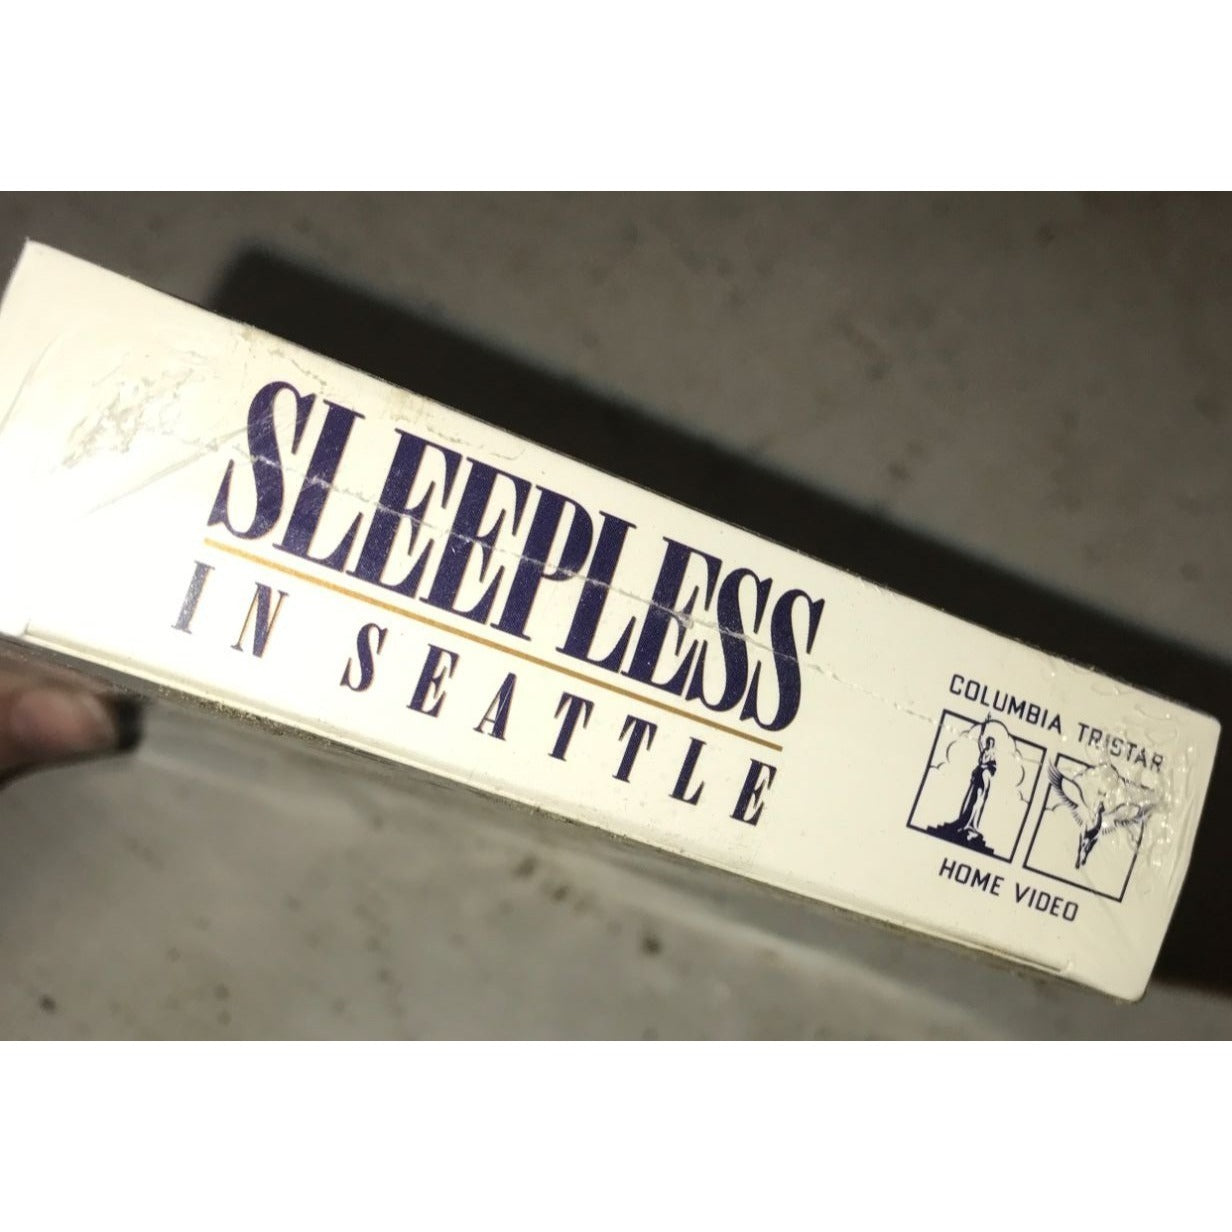 SLEEPLESS
IN SEATTLE
COLUMBIA TRISTAR
HOME VIDEO